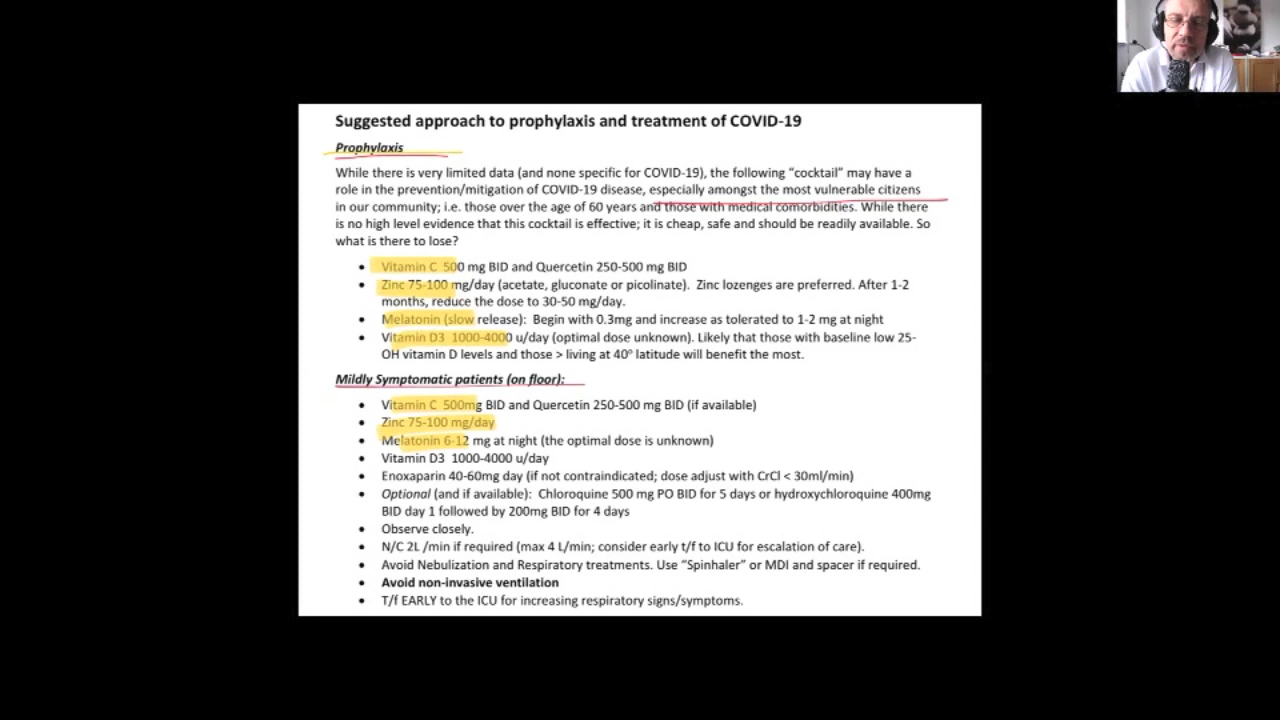 Suggested approach to prophylaxis and treatment of COVID-19
Prophylaxis
While there is very limited data (and none specific for COVID-19), the following “cocktail” may have a
role in the prevention/mitigation of COVID-19 disease, especially amongst the most vulnerable citizens
in our community; i.e. those over the age of 60 years and those with medical comorbidities. While there
is no high level evidence that this cocktail is effective; it is cheap, safe and should be readily available. So
what is there to lose?
• Vitamin C 500 mg BID and Quercetin 250-500 mg BID
• Zinc 75-100 mg/day (acetate, gluconate or picolinate). Zinc lozenges are preferred. After 1-2
months, reduce the dose to 30-50 mg/day.
• Melatonin (slow release): Begin with 0.3mg and increase as tolerated to 1-2 mg at night
• Vitamin D3 1000-4000 u/day (optimal dose unknown). Likely that those with baseline low 25-
OH vitamin D levels and those > living at 40° latitude will benefit the most.
Mildly Symptomatic patients (on floor):
• Vitamin C 500mg BID and Quercetin 250-500 mg BID (if available)
• Zinc 75-100 mg/day
• Melatonin 6-12 mg at night (the optimal dose is unknown)
• Vitamin D3 1000-4000 u/day
• Enoxaparin 40-60mg day (if not contraindicated; dose adjust with CrCl < 30ml/min)
• Optional (and if available): Chloroquine 500 mg PO BID for 5 days or hydroxychloroquine 400mg
BID day 1 followed by 200mg BID for 4 days
• Observe closely.
• N/C 2L /min if required (max 4 L/min; consider early t/f to ICU for escalation of care).
• Avoid Nebulization and Respiratory treatments. Use “Spinhaler” or MDI and spacer if required.
• Avoid non-invasive ventilation
• T/f EARLY to the ICU for increasing respiratory signs/symptoms.